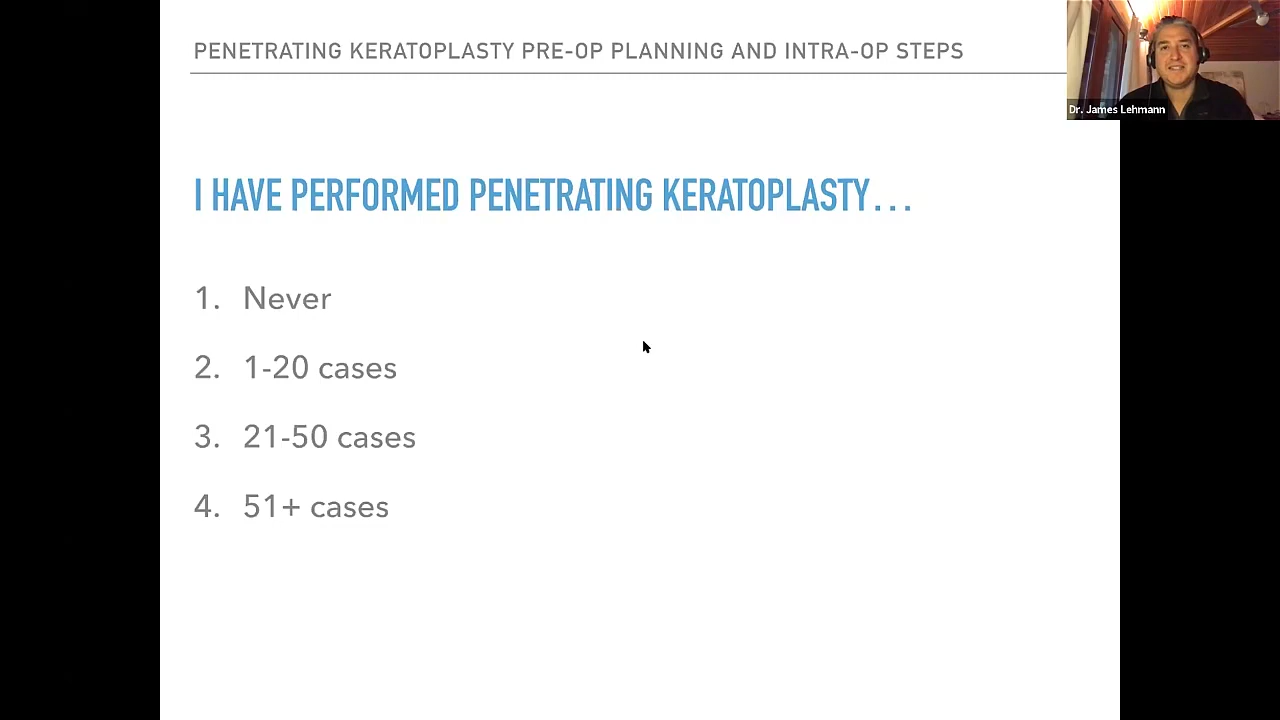 PENETRATING KERATOPLASTY PRE-OP PLANNING AND INTRA-OP STEPS
Dr. James Lehmann
I HAVE PERFORMED PENETRATING KERATOPLASTY...
1. Never
2. 1-20 cases
3. 21-50 cases
4. 51+ cases